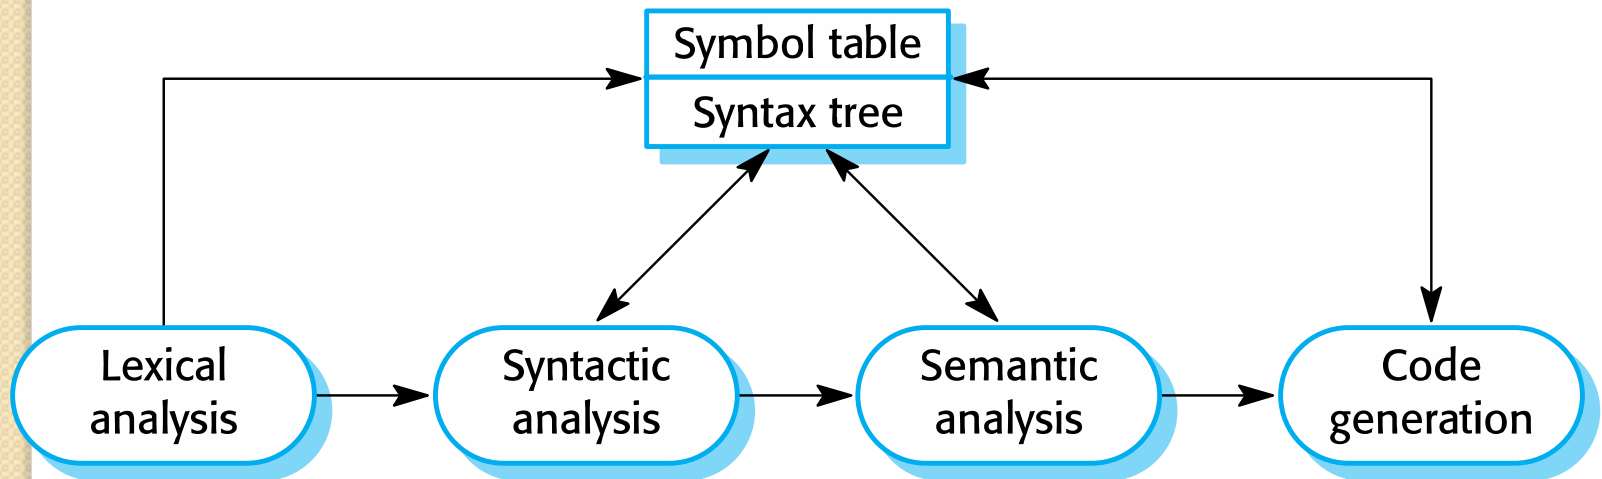 Symbol table
Syntax tree
Lexical
analysis
Syntactic
analysis
Semantic
analysis
Code
generation